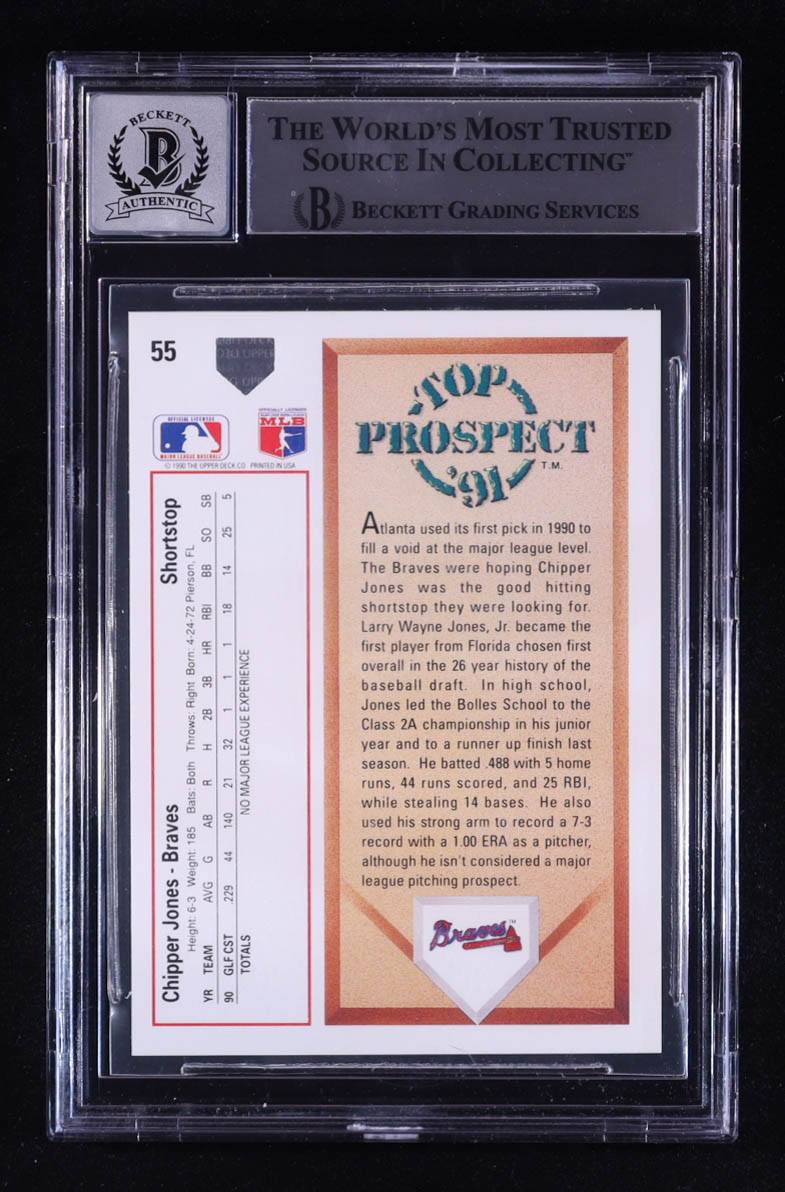 BECKETT
B
AUTHENTIC
THE WORLD'S MOST TRUSTED
SOURCE IN COLLECTING™
B BECKETT GRADING SERVICES
55
OFFICIAL LICENSEE
MAJOR LEAGUE BASEBALL
OFFICIALLY LICENSED
MLB
© 1990 THE UPPER DECK CO. PRINTED IN USA
TOP
PROSPECT
'91
T.M.
Atlanta used its first pick in 1990 to
fill a void at the major league level.
The Braves were hoping Chipper
Jones was the good hitting
shortstop they were looking for.
Larry Wayne Jones, Jr. became the
first player from Florida chosen first
overall in the 26 year history of the
baseball draft. In high school,
Jones led the Bolles School to the
Class 2A championship in his junior
year and to a runner up finish last
season. He batted .488 with 5 home
runs, 44 runs scored, and 25 RBI,
while stealing 14 bases. He also
used his strong arm to record a 7-3
record with a 1.00 ERA as a pitcher,
although he isn't considered a major
league pitching prospect.
Braves™
Chipper Jones - Braves Shortstop
Height: 6-3 Weight: 185 Bats: Both Throws: Right Born: 4-24-72 Pierson, FL
YR TEAM AVG G AB R H 2B 3B HR RBI BB SO SB
90 GLF CST .229 44 140 21 32 1 1 1 18 14 25 5
TOTALS NO MAJOR LEAGUE EXPERIENCE